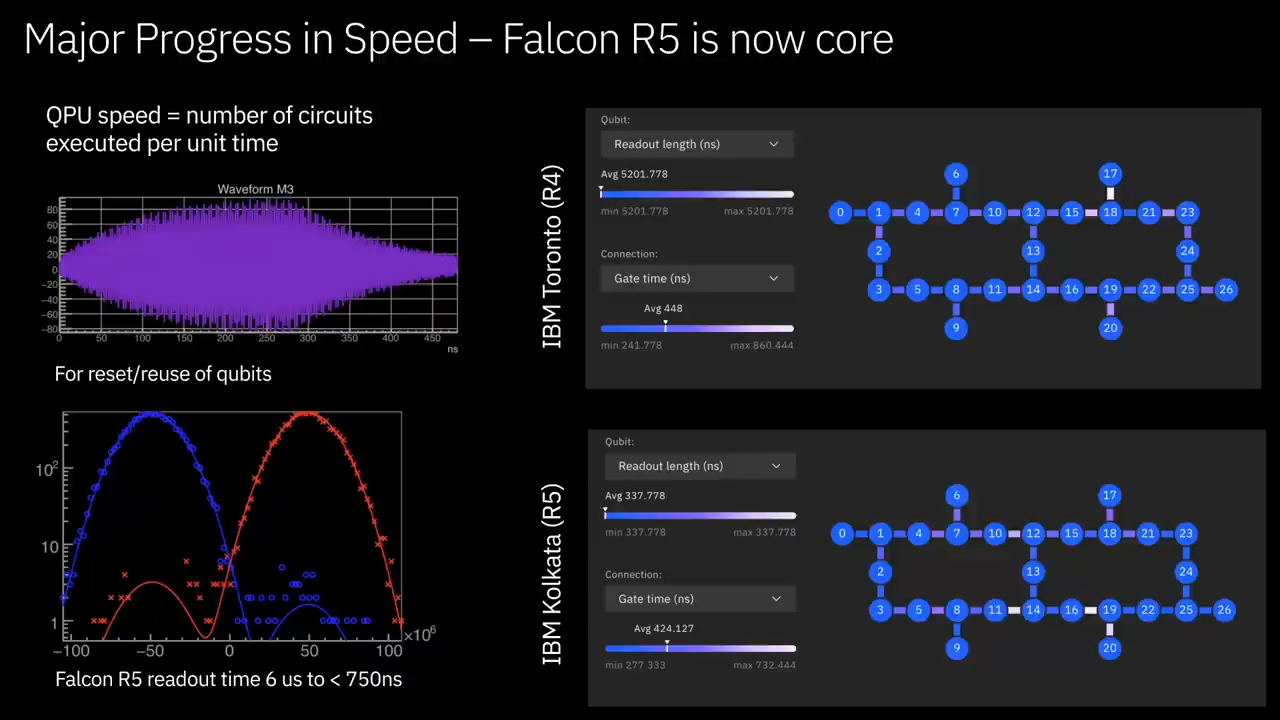 Major Progress in Speed – Falcon R5 is now core
QPU speed = number of circuits
executed per unit time
Waveform M3
80
60
40
20
0
−20
−40
−60
−80
0 50 100 150 200 250 300 350 400 450
ns
For reset/reuse of qubits
10²
10
1
−100 −50 0 50 100
×10⁶
Falcon R5 readout time 6 us to < 750ns
IBM Toronto (R4)
Qubit:
Readout length (ns)
Avg 5201.778
min 5201.778 max 5201.778
Connection:
Gate time (ns)
Avg 448
min 241.778 max 860.444
6 17
0 1 4 7 10 12 15 18 21 23
2 13 24
3 5 8 11 14 16 19 22 25 26
9 20
IBM Kolkata (R5)
Qubit:
Readout length (ns)
Avg 337.778
min 337.778 max 337.778
Connection:
Gate time (ns)
Avg 424.127
min 277.333 max 732.444
6 17
0 1 4 7 10 12 15 18 21 23
2 13 24
3 5 8 11 14 16 19 22 25 26
9 20